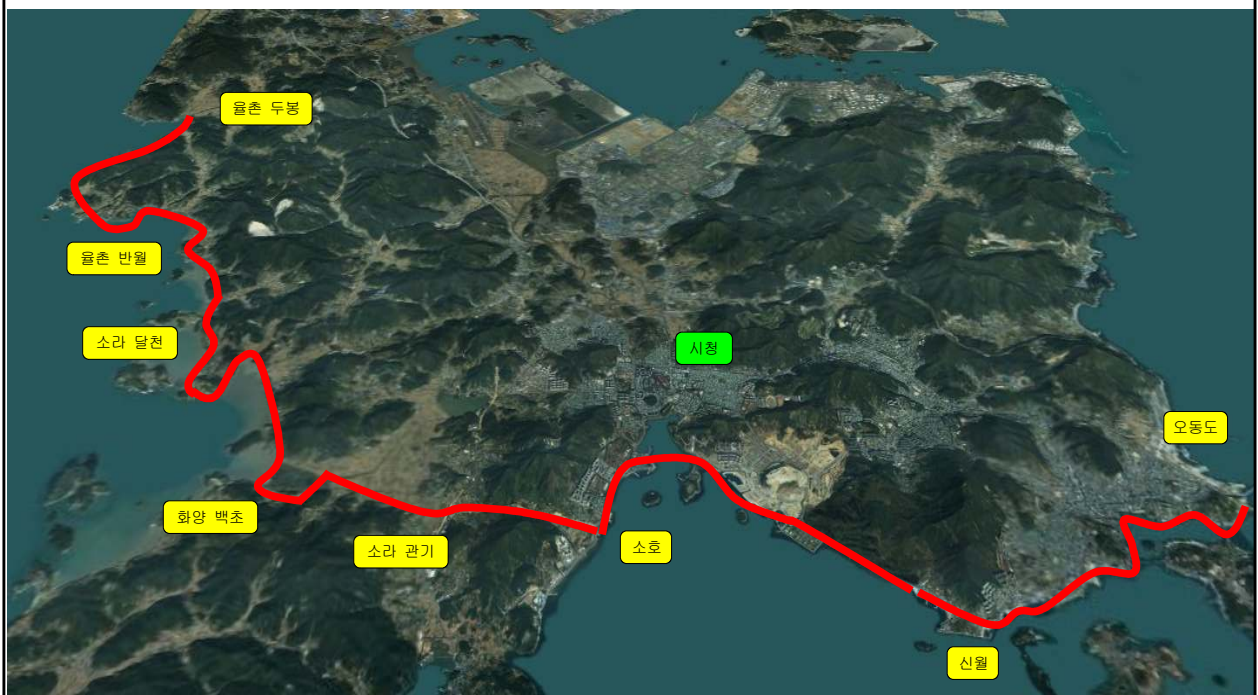 율촌 두봉
율촌 반월
소라 달천
시청
오동도
화양 백초
소라 관기
소호
신월